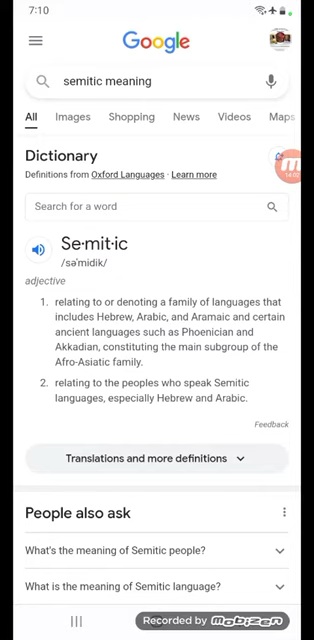 7:10
Google
semitic meaning
All Images Shopping News Videos Maps
Dictionary
Definitions from Oxford Languages · Learn more
14:00
Search for a word
Se·mit·ic
/səˈmidik/
adjective
1. relating to or denoting a family of languages that
includes Hebrew, Arabic, and Aramaic and certain
ancient languages such as Phoenician and
Akkadian, constituting the main subgroup of the
Afro-Asiatic family.
2. relating to the peoples who speak Semitic
languages, especially Hebrew and Arabic.
Feedback
Translations and more definitions
People also ask
What's the meaning of Semitic people?
What is the meaning of Semitic language?
Recorded by Mobizen